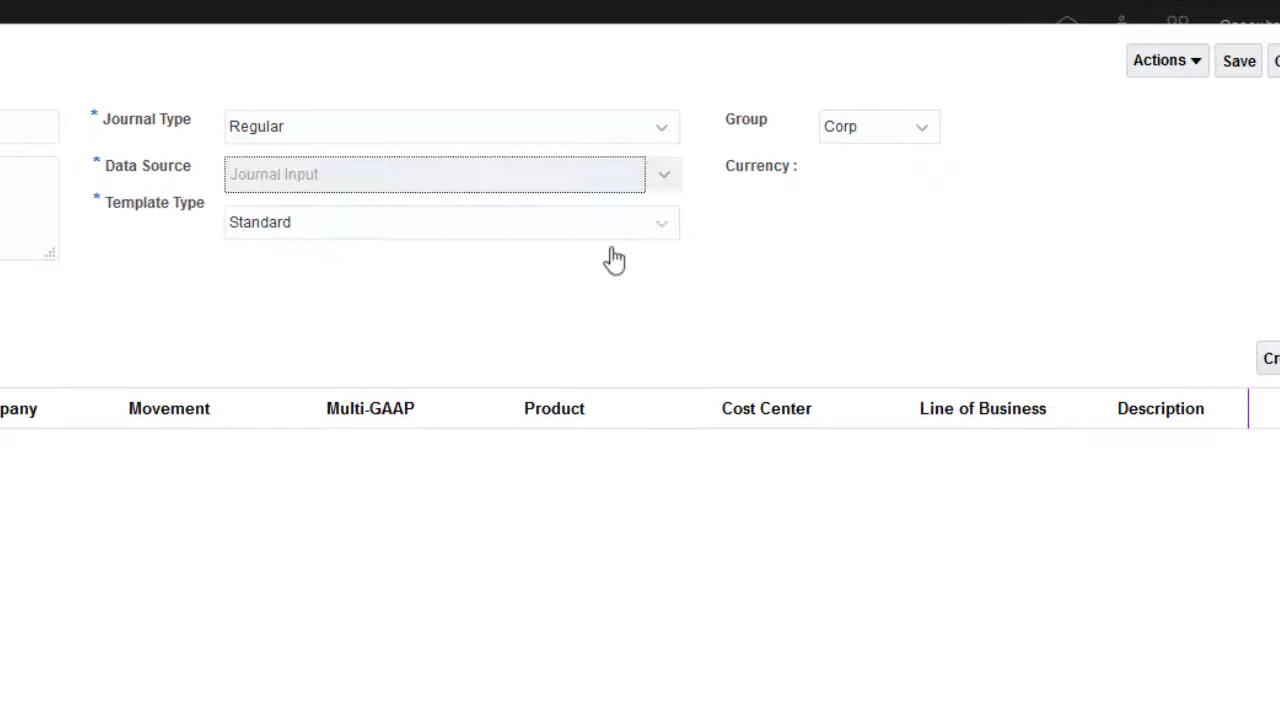 Actions Save
* Journal Type Regular Group Corp
* Data Source Journal Input Currency :
* Template Type Standard
Cr
pany Movement Multi-GAAP Product Cost Center Line of Business Description